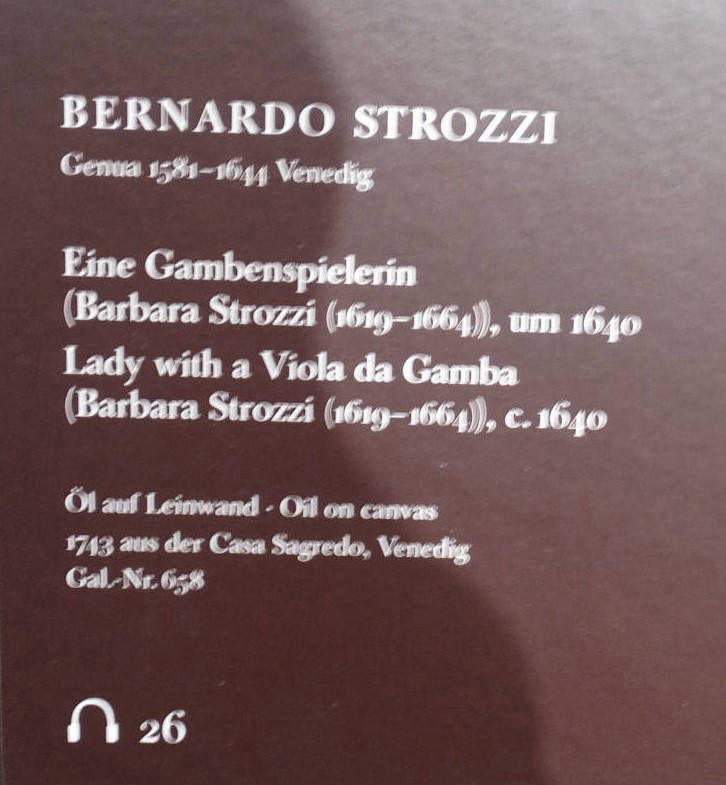 BERNARDO STROZZI
Genua 1581–1644 Venedig
Eine Gambenspielerin
(Barbara Strozzi (1619–1664)), um 1640
Lady with a Viola da Gamba
(Barbara Strozzi (1619–1664)), c. 1640
Öl auf Leinwand · Oil on canvas
1743 aus der Casa Sagredo, Venedig
Gal.-Nr. 658
26